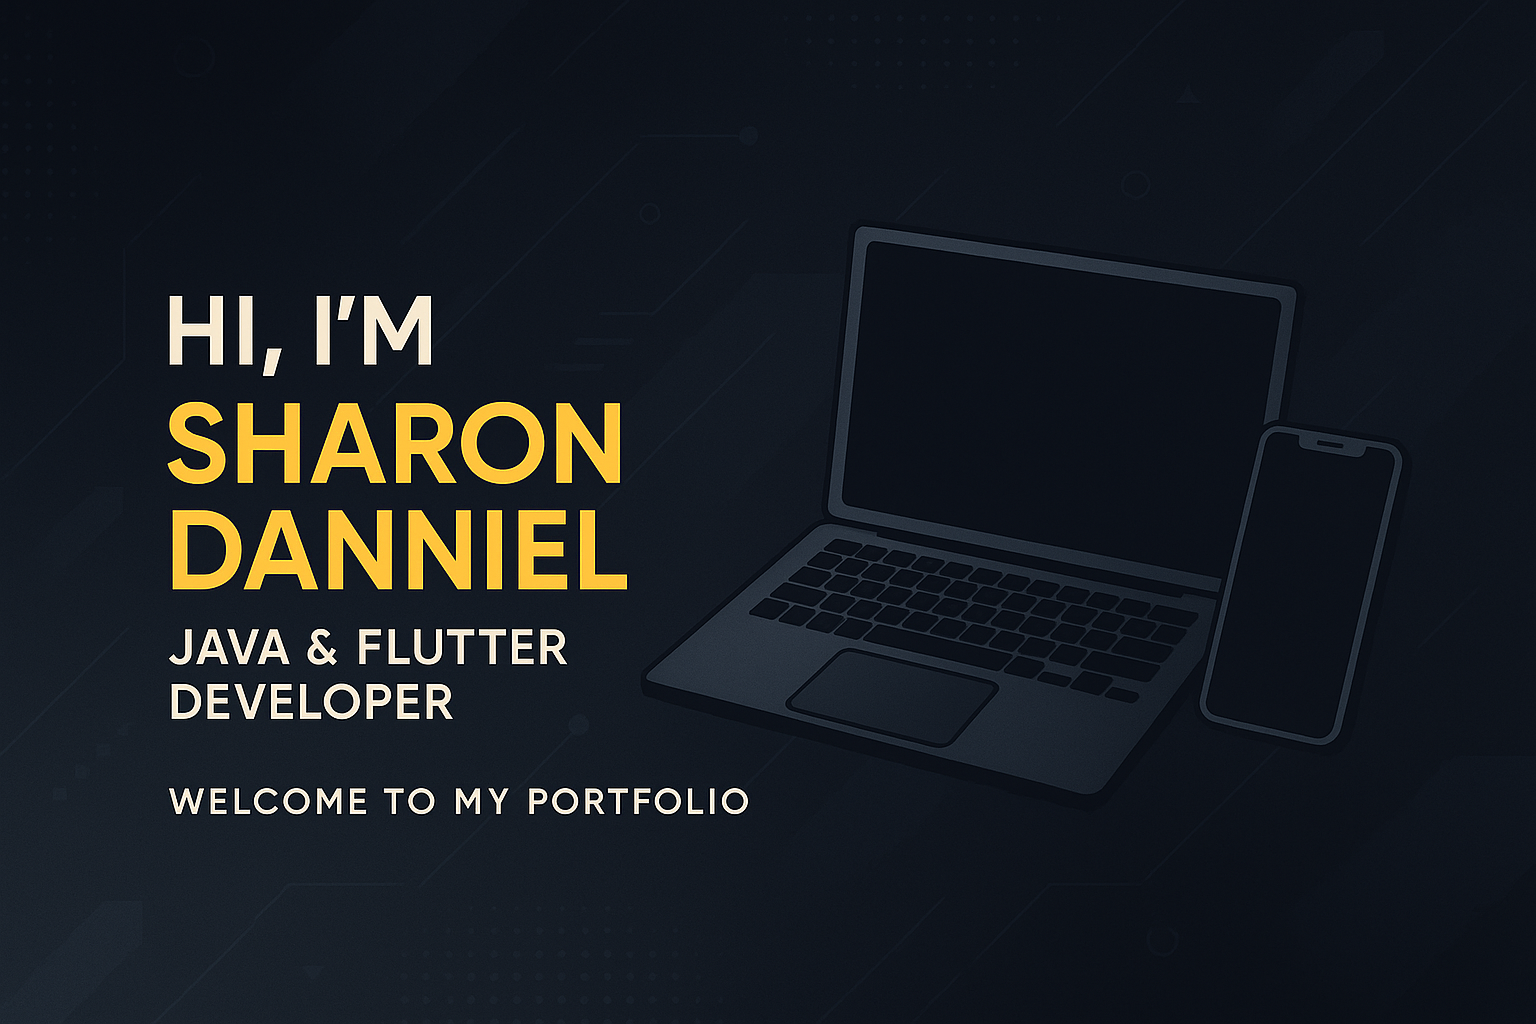 HI, I’M
SHARON
DANNIEL
JAVA & FLUTTER
DEVELOPER
WELCOME TO MY PORTFOLIO